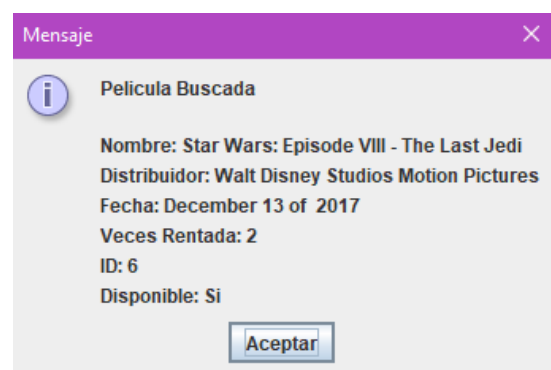 Mensaje
Pelicula Buscada
Nombre: Star Wars: Episode VIII - The Last Jedi
Distribuidor: Walt Disney Studios Motion Pictures
Fecha: December 13 of  2017
Veces Rentada: 2
ID: 6
Disponible: Si
Aceptar